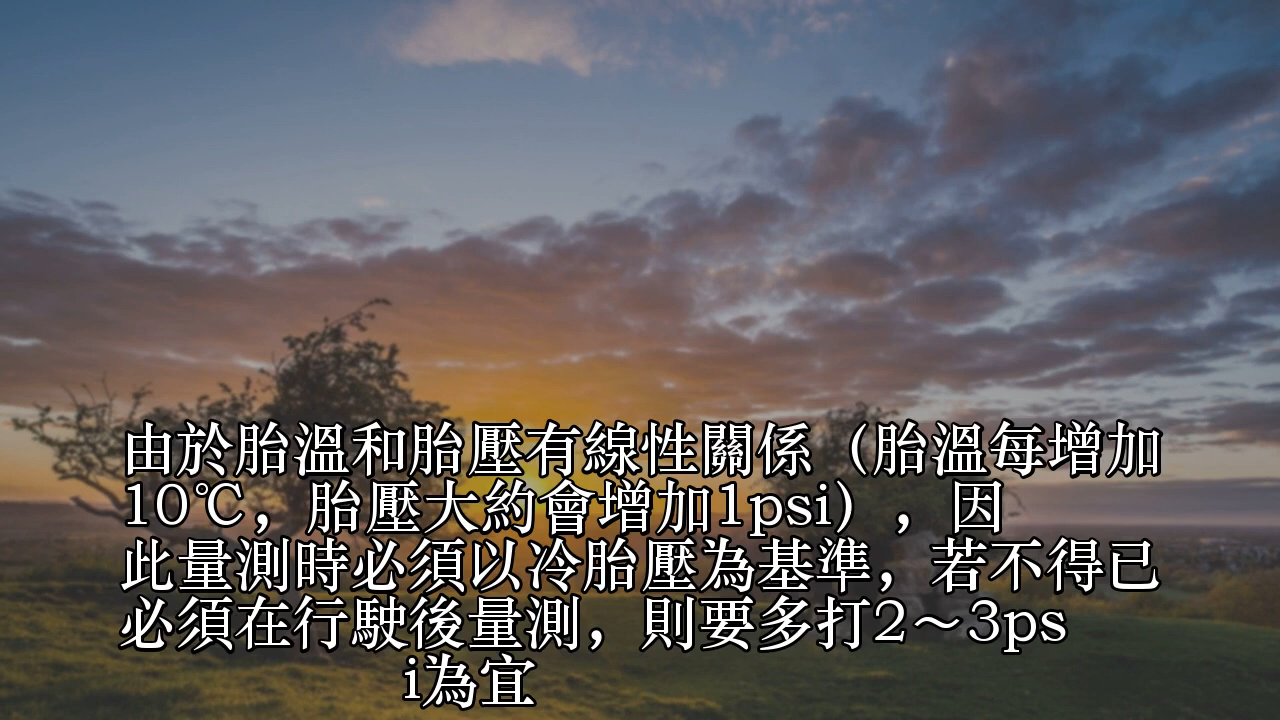 由於胎溫和胎壓有線性關係（胎溫每增加
10℃，胎壓大約會增加1psi），因
此量測時必須以冷胎壓為基準，若不得已
必須在行駛後量測，則要多打2～3ps
i為宜